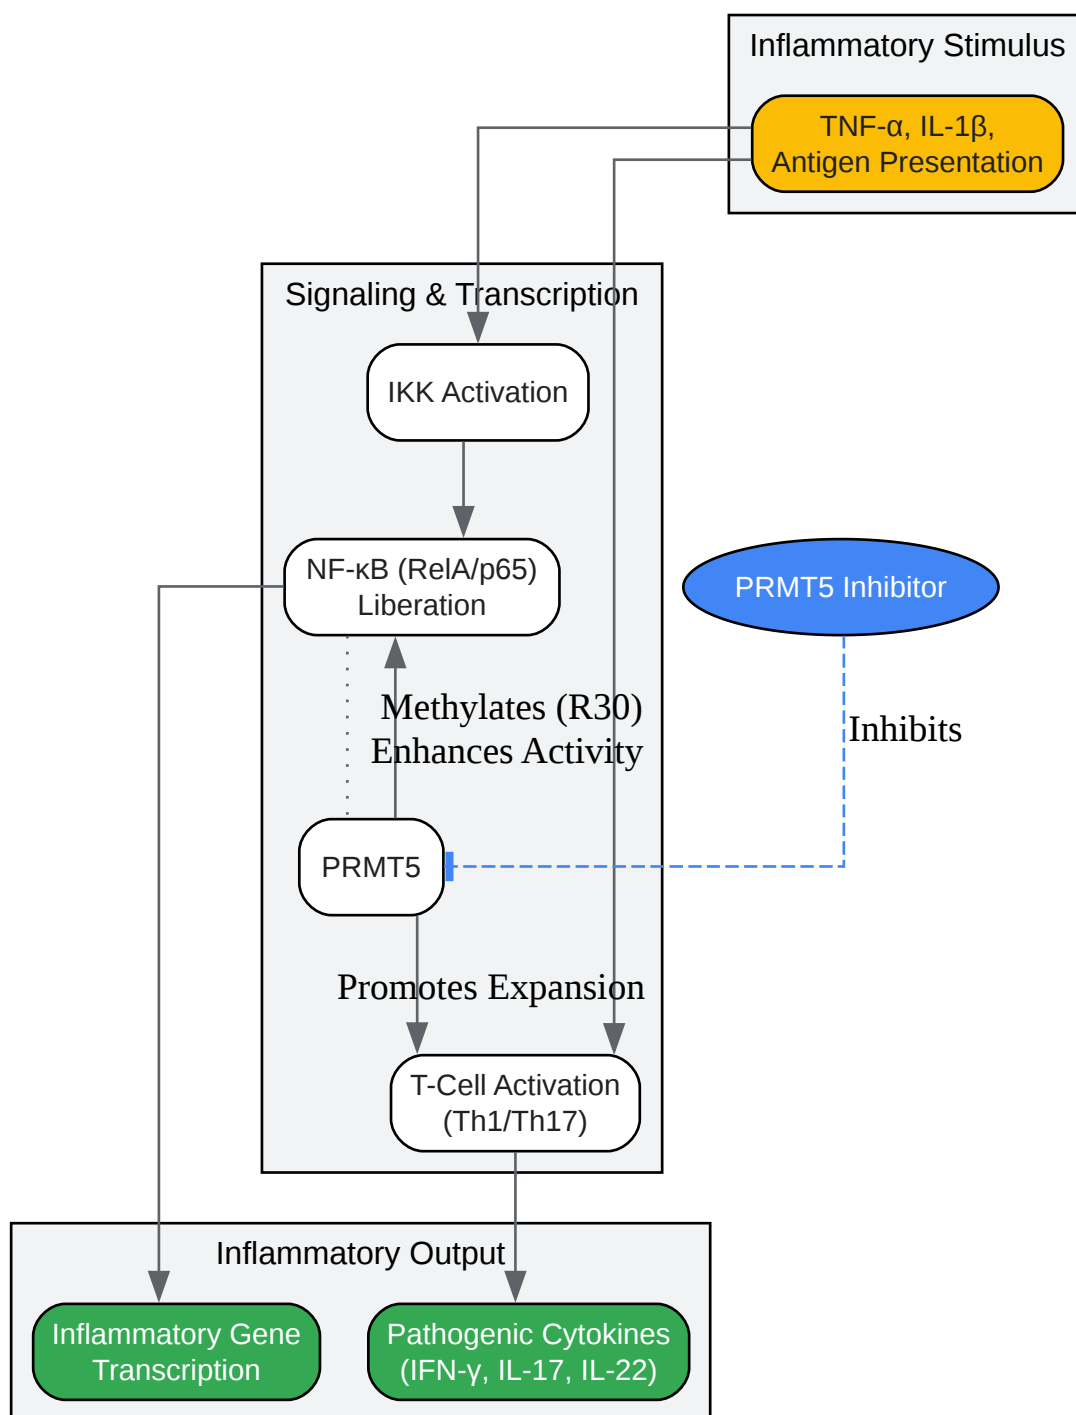 Inflammatory Stimulus
TNF-α, IL-1β,
Antigen Presentation
Signaling & Transcription
IKK Activation
NF-κB (RelA/p65)
Liberation
PRMT5 Inhibitor
Methylates (R30)
Enhances Activity
Inhibits
PRMT5
Promotes Expansion
T-Cell Activation
(Th1/Th17)
Inflammatory Output
Inflammatory Gene
Transcription
Pathogenic Cytokines
(IFN-γ, IL-17, IL-22)